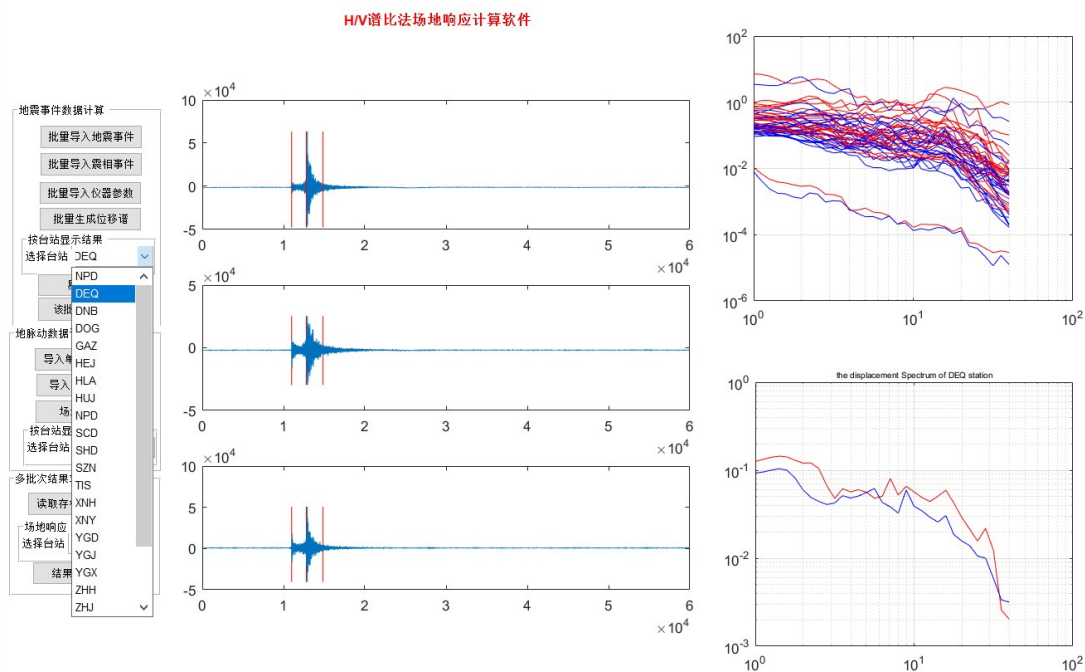 H/V谱比法场地响应计算软件
地震事件数据计算
批量导入地震事件
批量导入震相事件
批量导入仪器参数
批量生成位移谱
按台站显示结果
选择台站 DEQ
NPD
DEQ
DNB
DOG
GAZ
HEJ
HLA
HUJ
NPD
SCD
SHD
SZN
TIS
XNH
XNY
YGD
YGJ
YGX
ZHH
ZHJ
该批
地脉动数据
导入单
导入
场
按台站显
选择台站
多批次结果
读取存
场地响应
选择台站
结果
×10^4
10
5
0
-5
0 1 2 3 4 5 6
×10^4
×10^4
5
0
-5
0 1 2 3 4 5 6
×10^4
×10^4
10
5
0
-5
0 1 2 3 4 5 6
×10^4
10^2
10^0
10^-2
10^-4
10^-6
10^0 10^1 10^2
the displacement Spectrum of DEQ station
10^0
10^-1
10^-2
10^-3
10^0 10^1 10^2